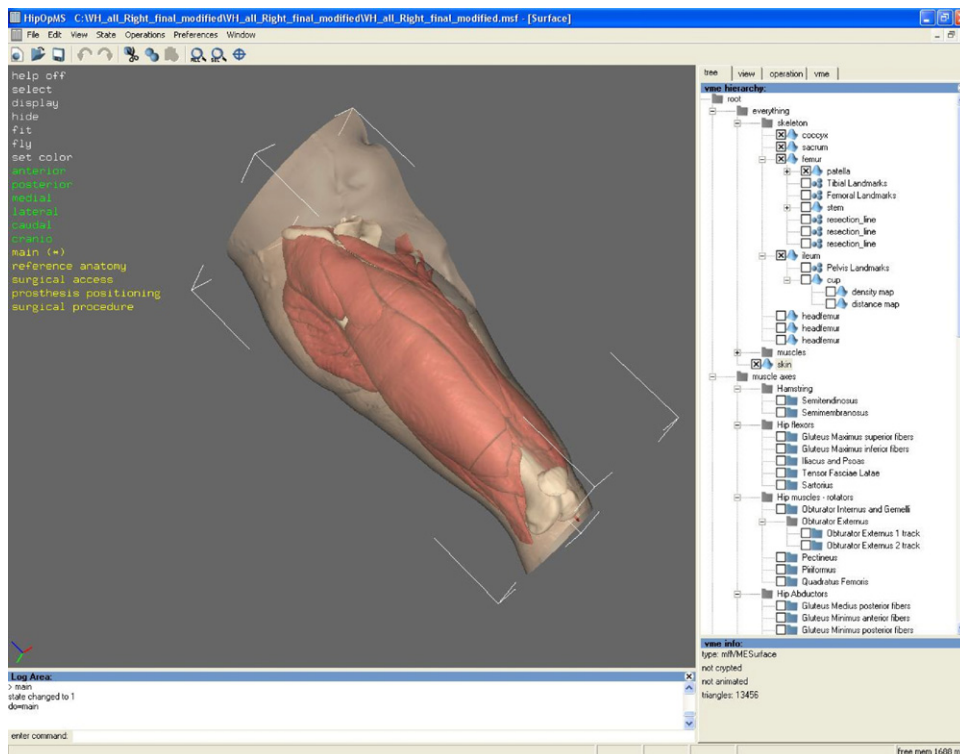 HipOpMS C:\VH_all_Right_final_modified\VH_all_Right_final_modified\VH_all_Right_final_modified.msf - [Surface]
File Edit View State Operations Preferences Window
help off
select
display
hide
fit
fly
set color
anterior
posterior
medial
lateral
caudal
cranio
main (*)
reference anatomy
surgical access
prosthesis positioning
surgical procedure
tree view operation vme
vme hierarchy:
root
everything
skeleton
coccyx
sacrum
femur
patella
Tibial Landmarks
Femoral Landmarks
stem
resection_line
resection_line
resection_line
ileum
Pelvis Landmarks
cup
density map
distance map
headfemur
headfemur
headfemur
muscles
skin
muscle axes
Hamstring
Semitendinosus
Semimembranosus
Hip flexors
Gluteus Maximus superior fibers
Gluteus Maximus inferior fibers
Iliacus and Psoas
Tensor Fasciae Latae
Sartorius
Hip muscles - rotators
Obturator Internus and Gemelli
Obturator Externus
Obturator Externus 1 track
Obturator Externus 2 track
Pectineus
Piriformus
Quadratus Femoris
Hip Abductors
Gluteus Medius posterior fibers
Gluteus Minimus anterior fibers
Gluteus Minimus posterior fibers
vme info:
type: mflVMESurface
not crypted
not animated
triangles: 13456
Log Area:
> main
state changed to 1
do=main
enter command:
Free mem 1688 m